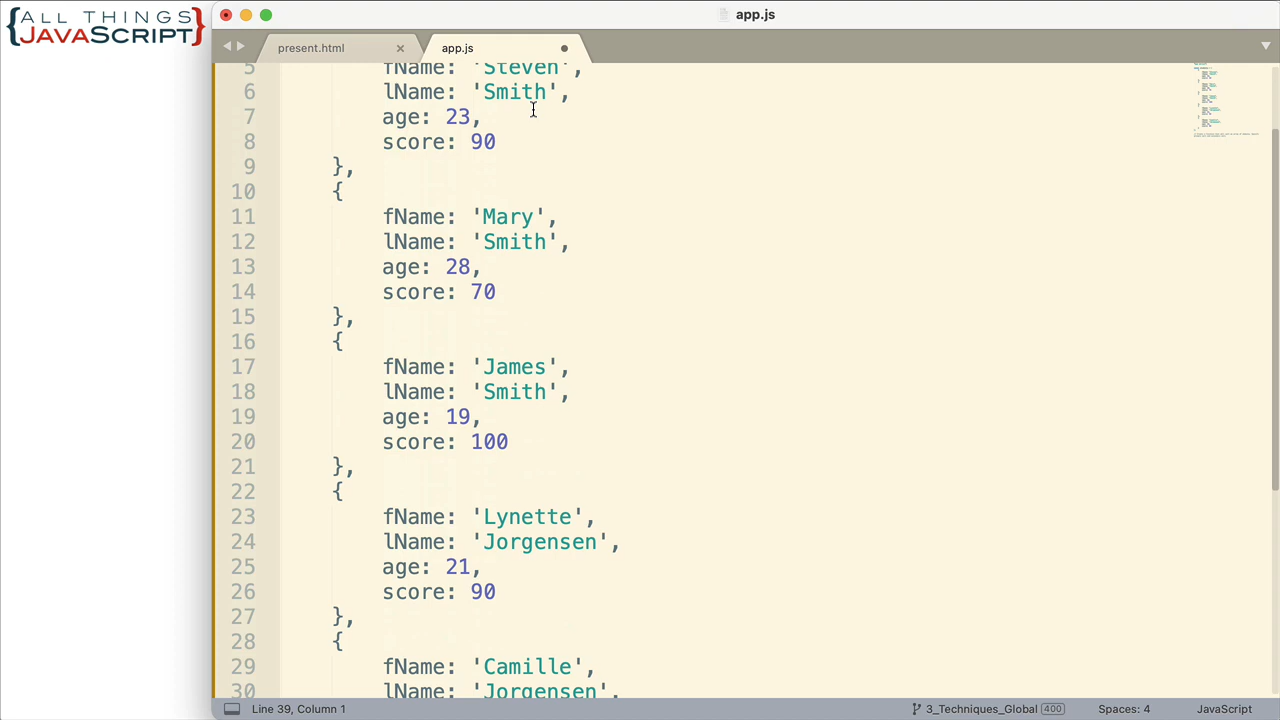 {ALL THINGS
JAVASCRIPT}
app.js
present.html
app.js
5 fName: 'Steven',
6 lName: 'Smith',
7 age: 23,
8 score: 90
9 },
10 {
11 fName: 'Mary',
12 lName: 'Smith',
13 age: 28,
14 score: 70
15 },
16 {
17 fName: 'James',
18 lName: 'Smith',
19 age: 19,
20 score: 100
21 },
22 {
23 fName: 'Lynette',
24 lName: 'Jorgensen',
25 age: 21,
26 score: 90
27 },
28 {
29 fName: 'Camille',
30 lName: 'Jorgensen',
Line 39, Column 1
3_Techniques_Global 400
Spaces: 4
JavaScript